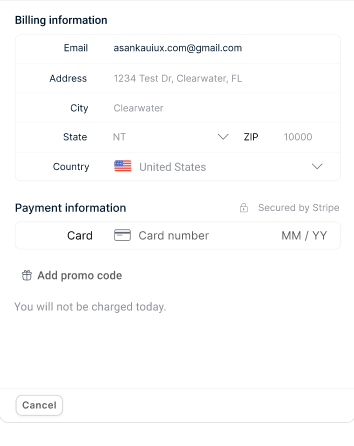 Billing information
Email asankauiux.com@gmail.com
Address 1234 Test Dr, Clearwater, FL
City Clearwater
State NT ZIP 10000
Country United States
Payment information Secured by Stripe
Card Card number MM / YY
Add promo code
You will not be charged today.
Cancel